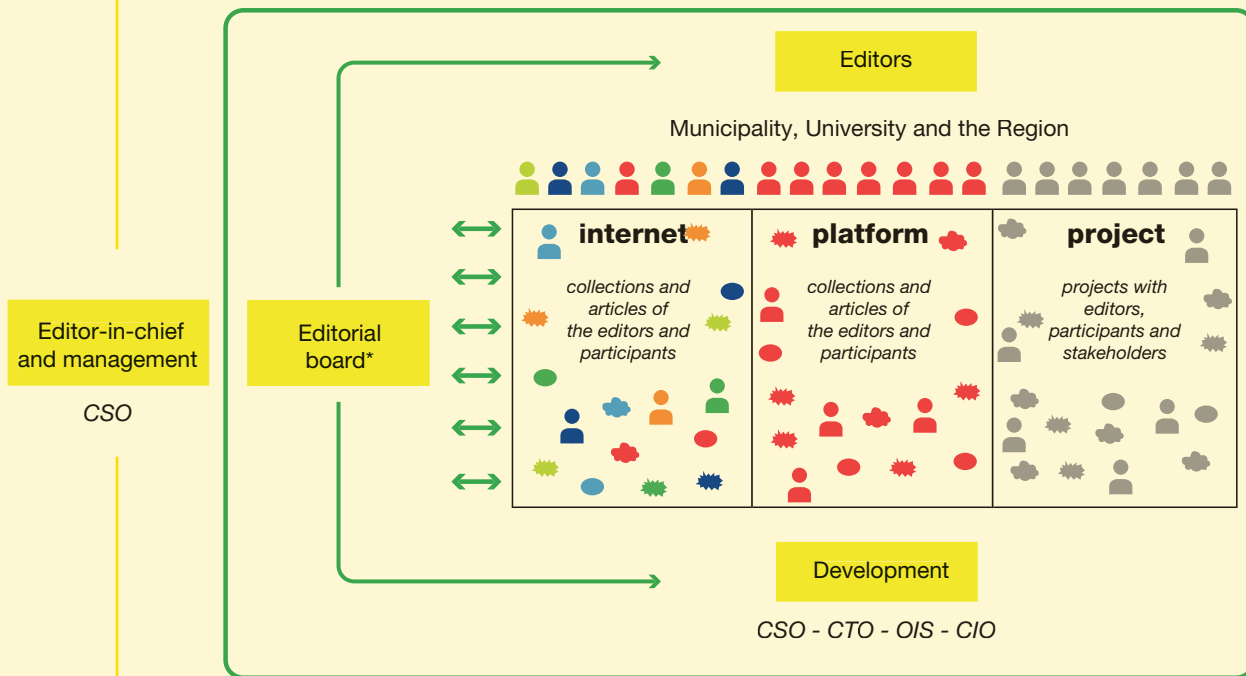 Editors
Municipality, University and the Region
internet
collections and
articles of
the editors and
participants
platform
collections and
articles of
the editors and
participants
project
projects with
editors,
participants and
stakeholders
Editor-in-chief
and management
CSO
Editorial
board*
Development
CSO - CTO - OIS - CIO